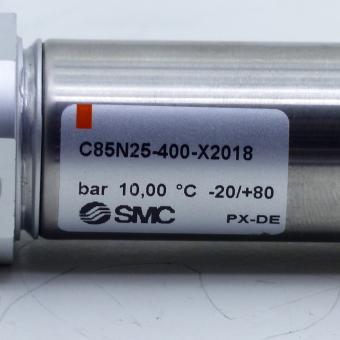 C85N25-400-X2018
bar 10,00 °C -20/+80
SMC PX-DE